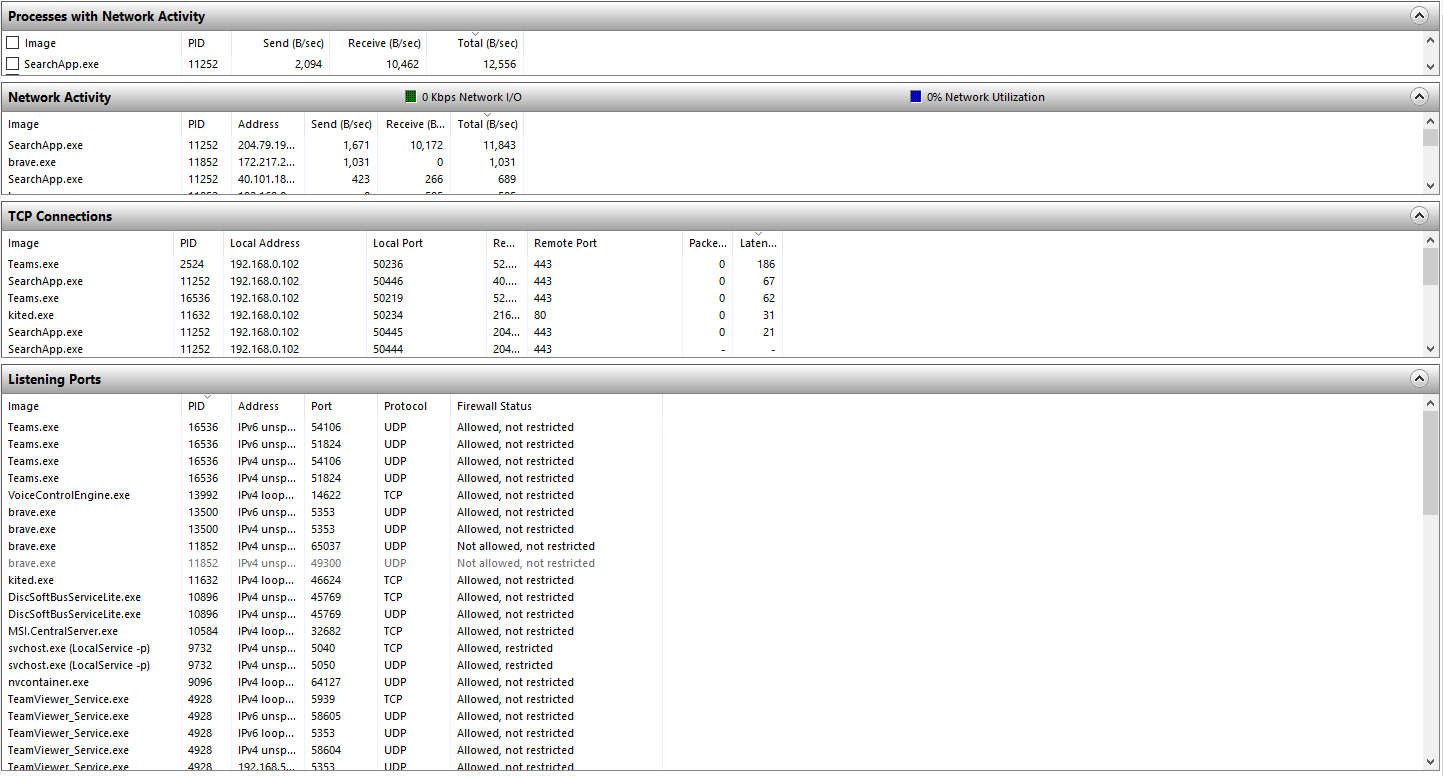 Processes with Network Activity
Image PID Send (B/sec) Receive (B/sec) Total (B/sec)
SearchApp.exe 11252 2,094 10,462 12,556
Network Activity 0 Kbps Network I/O 0% Network Utilization
Image PID Address Send (B/sec) Receive (B... Total (B/sec)
SearchApp.exe 11252 204.79.19... 1,671 10,172 11,843
brave.exe 11852 172.217.2... 1,031 0 1,031
SearchApp.exe 11252 40.101.18... 423 266 689
TCP Connections
Image PID Local Address Local Port Re... Remote Port Packe... Laten...
Teams.exe 2524 192.168.0.102 50236 52.... 443 0 186
SearchApp.exe 11252 192.168.0.102 50446 40.... 443 0 67
Teams.exe 16536 192.168.0.102 50219 52.... 443 0 62
kited.exe 11632 192.168.0.102 50234 216... 80 0 31
SearchApp.exe 11252 192.168.0.102 50445 204... 443 0 21
SearchApp.exe 11252 192.168.0.102 50444 204... 443 - -
Listening Ports
Image PID Address Port Protocol Firewall Status
Teams.exe 16536 IPv6 unsp... 54106 UDP Allowed, not restricted
Teams.exe 16536 IPv6 unsp... 51824 UDP Allowed, not restricted
Teams.exe 16536 IPv4 unsp... 54106 UDP Allowed, not restricted
Teams.exe 16536 IPv4 unsp... 51824 UDP Allowed, not restricted
VoiceControlEngine.exe 13992 IPv4 loop... 14622 TCP Allowed, not restricted
brave.exe 13500 IPv6 unsp... 5353 UDP Allowed, not restricted
brave.exe 13500 IPv4 unsp... 5353 UDP Allowed, not restricted
brave.exe 11852 IPv4 unsp... 65037 UDP Not allowed, not restricted
brave.exe 11852 IPv4 unsp... 49300 UDP Not allowed, not restricted
kited.exe 11632 IPv4 loop... 46624 TCP Allowed, not restricted
DiscSoftBusServiceLite.exe 10896 IPv4 unsp... 45769 TCP Allowed, not restricted
DiscSoftBusServiceLite.exe 10896 IPv4 unsp... 45769 UDP Allowed, not restricted
MSI.CentralServer.exe 10584 IPv4 loop... 32682 TCP Allowed, not restricted
svchost.exe (LocalService -p) 9732 IPv4 unsp... 5040 TCP Allowed, restricted
svchost.exe (LocalService -p) 9732 IPv4 unsp... 5050 UDP Allowed, restricted
nvcontainer.exe 9096 IPv4 loop... 64127 UDP Allowed, not restricted
TeamViewer_Service.exe 4928 IPv4 loop... 5939 TCP Allowed, not restricted
TeamViewer_Service.exe 4928 IPv6 unsp... 58605 UDP Allowed, not restricted
TeamViewer_Service.exe 4928 IPv6 loop... 5353 UDP Allowed, not restricted
TeamViewer_Service.exe 4928 IPv4 unsp... 58604 UDP Allowed, not restricted
TeamViewer_Service.exe 4928 192.168.5... 5353 UDP Allowed, not restricted